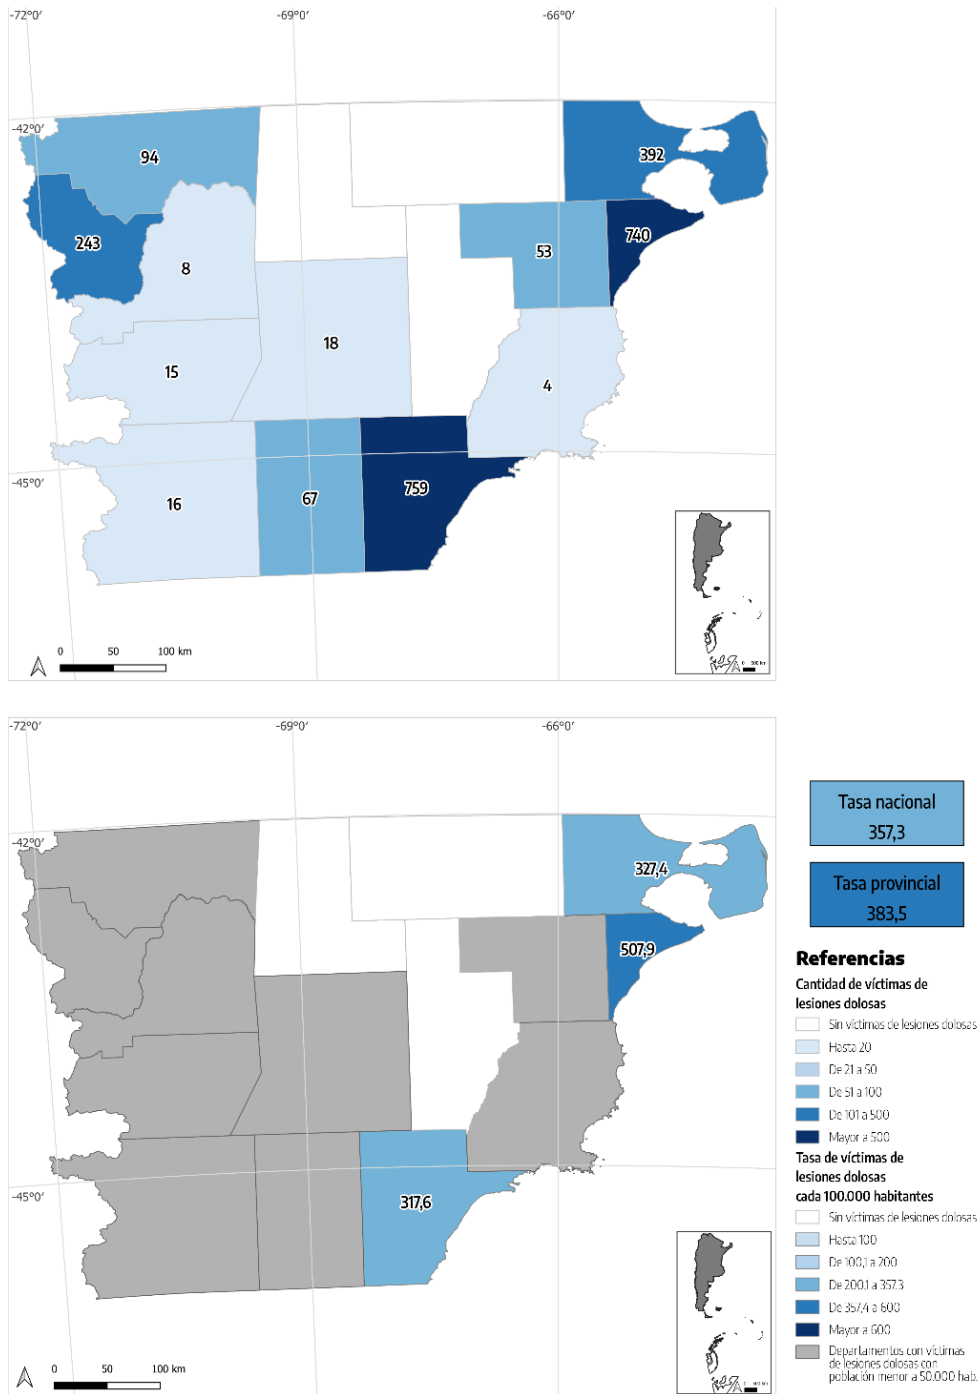 -72°0′
-69°0′
-66°0′
-42°0′
94
392
243
740
8
53
18
15
4
-45°0′
16
67
759
0 50 100 km
0 500 km
-72°0′
-69°0′
-66°0′
Tasa nacional
357,3
-42°0′
Tasa provincial
383,5
327,4
507,9
Referencias
Cantidad de víctimas de
lesiones dolosas
Sin víctimas de lesiones dolosas
Hasta 20
De 21 a 50
De 51 a 100
De 101 a 500
Mayor a 500
Tasa de víctimas de
lesiones dolosas
cada 100.000 habitantes
-45°0′
317,6
Sin víctimas de lesiones dolosas
Hasta 100
De 100,1 a 200
De 200,1 a 357,3
De 357,4 a 600
Mayor a 600
Departamentos con víctimas
de lesiones dolosas con
población menor a 50.000 hab.
0 50 100 km
0 500 km